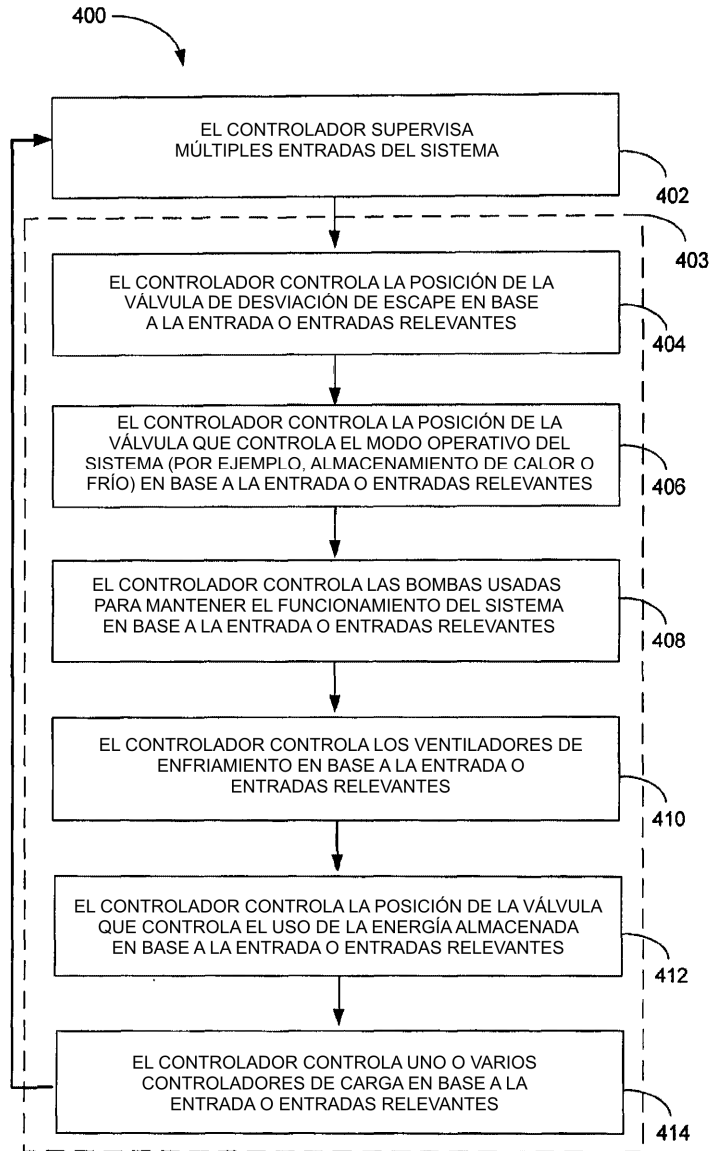 400
EL CONTROLADOR SUPERVISA
MÚLTIPLES ENTRADAS DEL SISTEMA
402
403
EL CONTROLADOR CONTROLA LA POSICIÓN DE LA
VÁLVULA DE DESVIACIÓN DE ESCAPE EN BASE
A LA ENTRADA O ENTRADAS RELEVANTES
404
EL CONTROLADOR CONTROLA LA POSICIÓN DE LA
VÁLVULA QUE CONTROLA EL MODO OPERATIVO DEL
SISTEMA (POR EJEMPLO, ALMACENAMIENTO DE CALOR O
FRÍO) EN BASE A LA ENTRADA O ENTRADAS RELEVANTES
406
EL CONTROLADOR CONTROLA LAS BOMBAS USADAS
PARA MANTENER EL FUNCIONAMIENTO DEL SISTEMA
EN BASE A LA ENTRADA O ENTRADAS RELEVANTES
408
EL CONTROLADOR CONTROLA LOS VENTILADORES DE
ENFRIAMIENTO EN BASE A LA ENTRADA O
ENTRADAS RELEVANTES
410
EL CONTROLADOR CONTROLA LA POSICIÓN DE LA VÁLVULA
QUE CONTROLA EL USO DE LA ENERGÍA ALMACENADA
EN BASE A LA ENTRADA O ENTRADAS RELEVANTES
412
EL CONTROLADOR CONTROLA UNO O VARIOS
CONTROLADORES DE CARGA EN BASE A LA
ENTRADA O ENTRADAS RELEVANTES
414